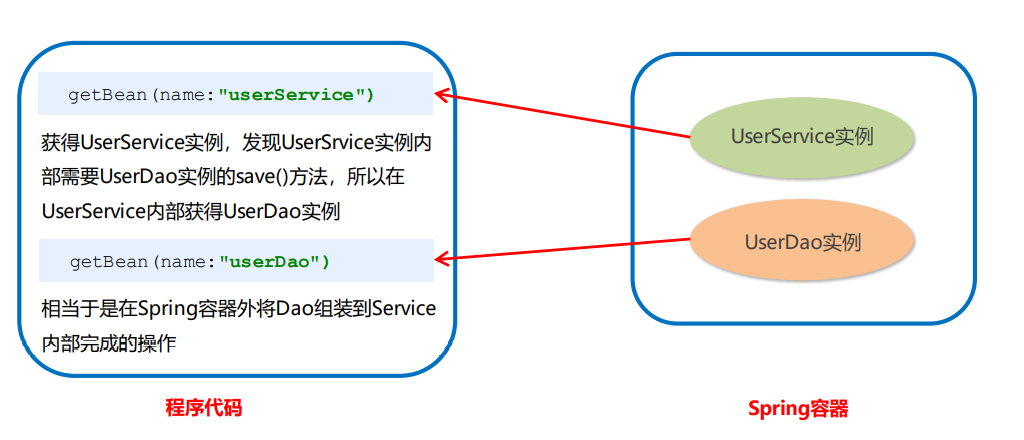 getBean(name:"userService")
获得UserService实例，发现UserSrvice实例内
部需要UserDao实例的save()方法，所以在
UserService内部获得UserDao实例
getBean(name:"userDao")
相当于是在Spring容器外将Dao组装到Service
内部完成的操作
程序代码
UserService实例
UserDao实例
Spring容器